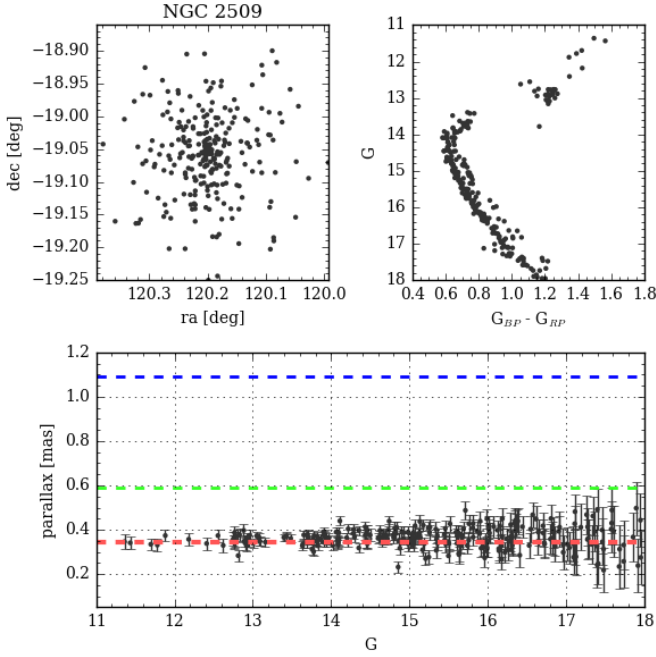 NGC 2509
−18.90
−18.95
−19.00
−19.05
−19.10
−19.15
−19.20
−19.25
dec [deg]
120.3 120.2 120.1 120.0
ra [deg]
11
12
13
14
15
16
17
18
G
0.4 0.6 0.8 1.0 1.2 1.4 1.6 1.8
G_BP - G_RP
1.2
1.0
0.8
0.6
0.4
0.2
parallax [mas]
11 12 13 14 15 16 17 18
G